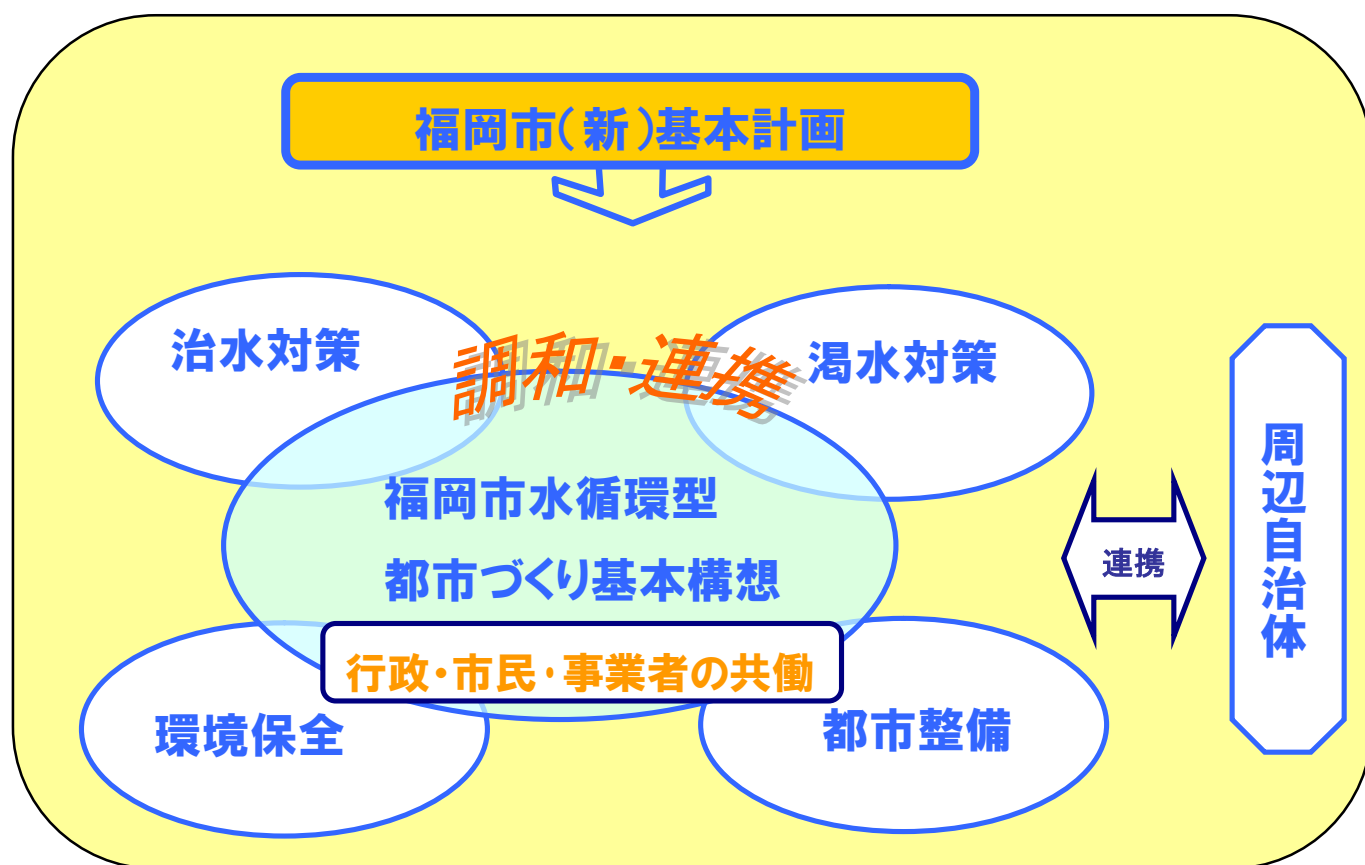 福岡市（新）基本計画
治水対策
調和・連携
渇水対策
福岡市水循環型
都市づくり基本構想
連携
周辺自治体
行政・市民・事業者の共働
環境保全
都市整備